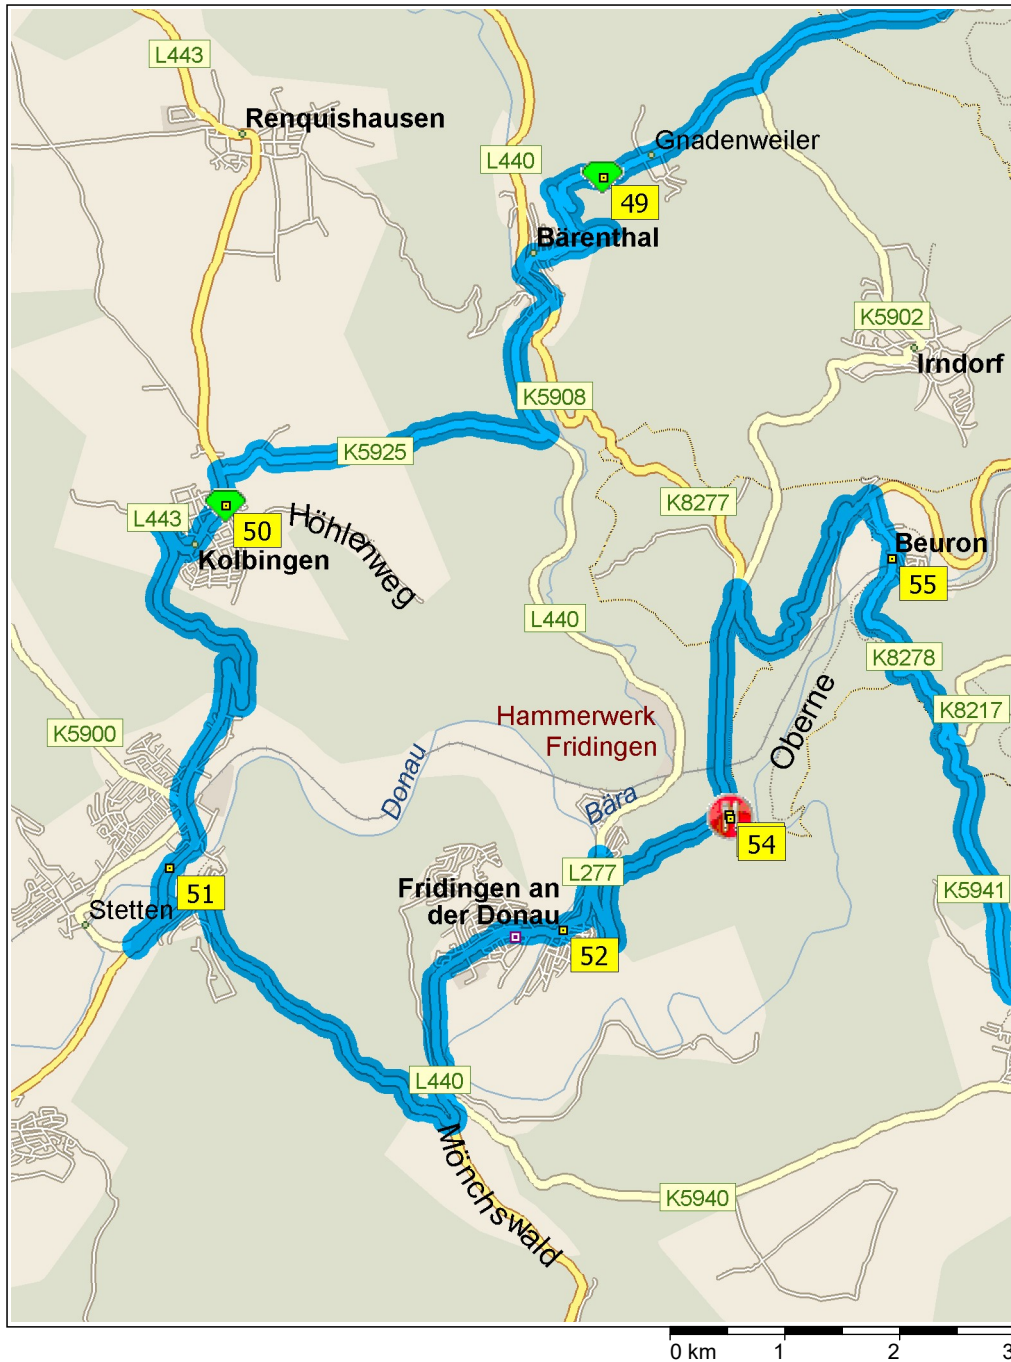 L443
Renquishausen
L440
Gnadenweiler
49
Bärenthal
K5902
Irndorf
K5908
K5925
K8277
L443
50
Höhlenweg
Kolbingen
Beuron
55
L440
K8278
Oberne
K8217
Hammerwerk
Fridingen
K5900
Donau
Bära
54
L277
Fridingen an
der Donau
K5941
51
Stetten
52
L440
Mönchswald
K5940
0 km
1
2
3